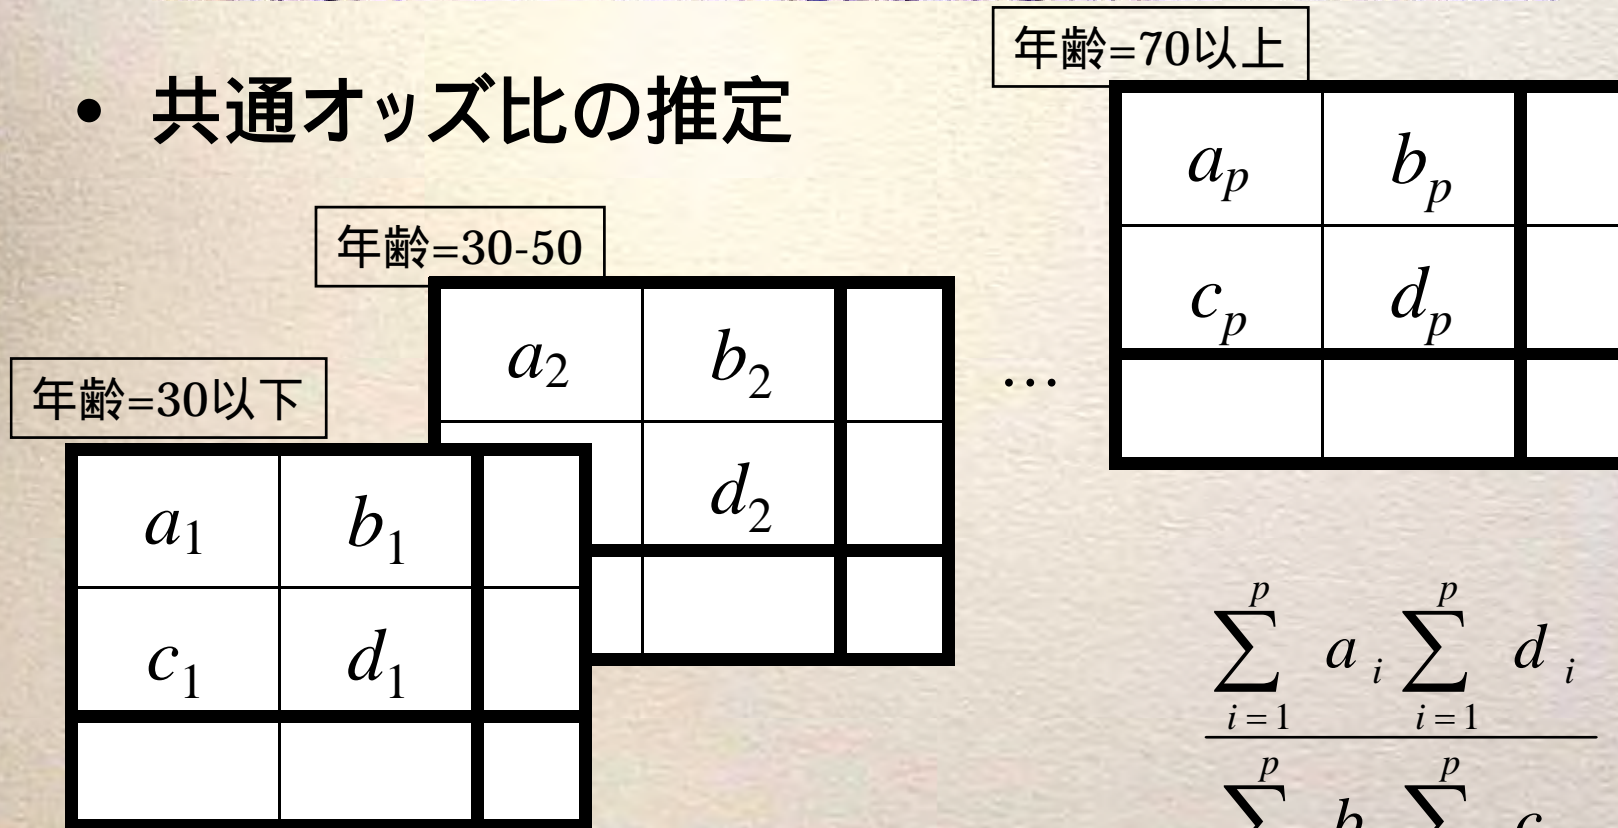 • 共通オッズ比の推定
年齢=70以上
a_p b_p
c_p d_p
年齢=30-50
a_2 b_2
d_2
…
年齢=30以下
a_1 b_1
c_1 d_1
p p
∑ a_i ∑ d_i
i=1 i=1
p p
∑ b ∑ c